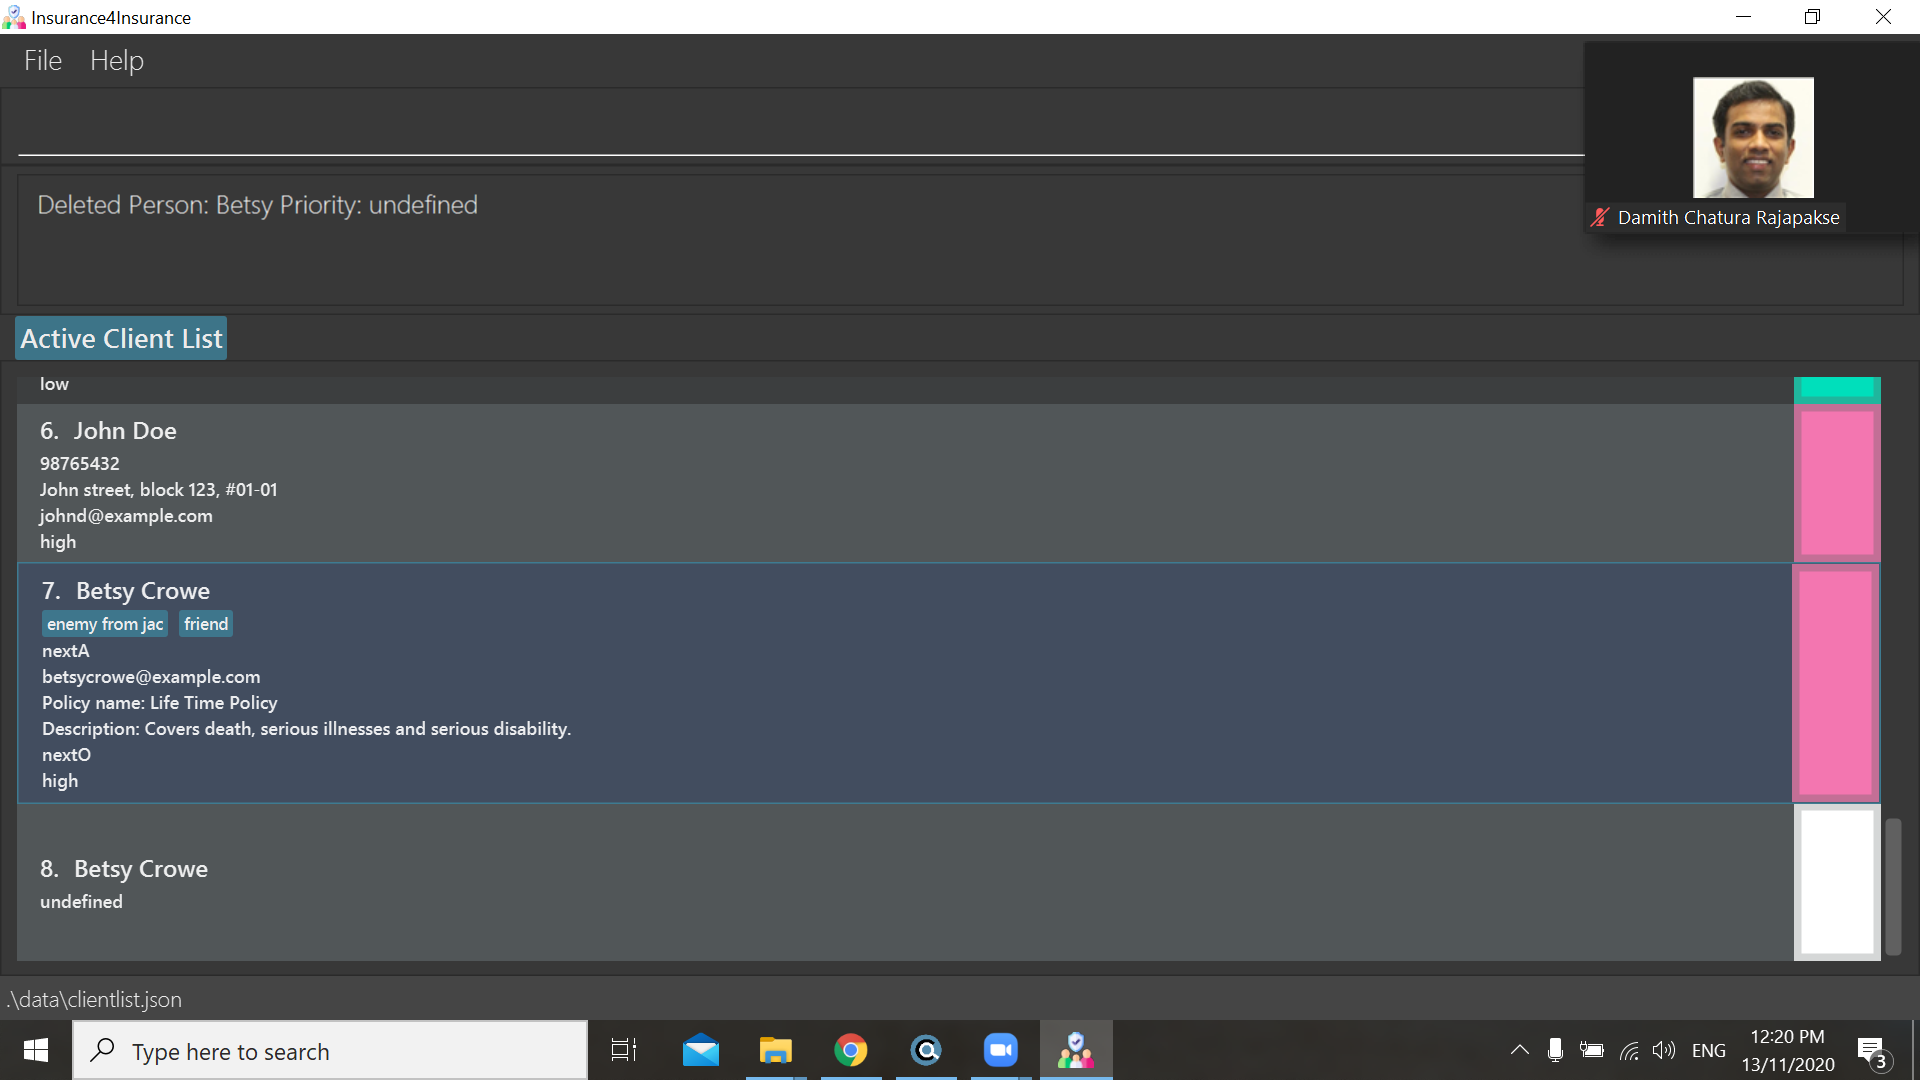 Insurance4Insurance
File Help
Deleted Person: Betsy Priority: undefined
Damith Chatura Rajapakse
Active Client List
low
6. John Doe
98765432
John street, block 123, #01-01
johnd@example.com
high
7. Betsy Crowe
enemy from jac friend
nextA
betsycrowe@example.com
Policy name: Life Time Policy
Description: Covers death, serious illnesses and serious disability.
nextO
high
8. Betsy Crowe
undefined
.\data\clientlist.json
Type here to search
ENG
12:20 PM
13/11/2020
3